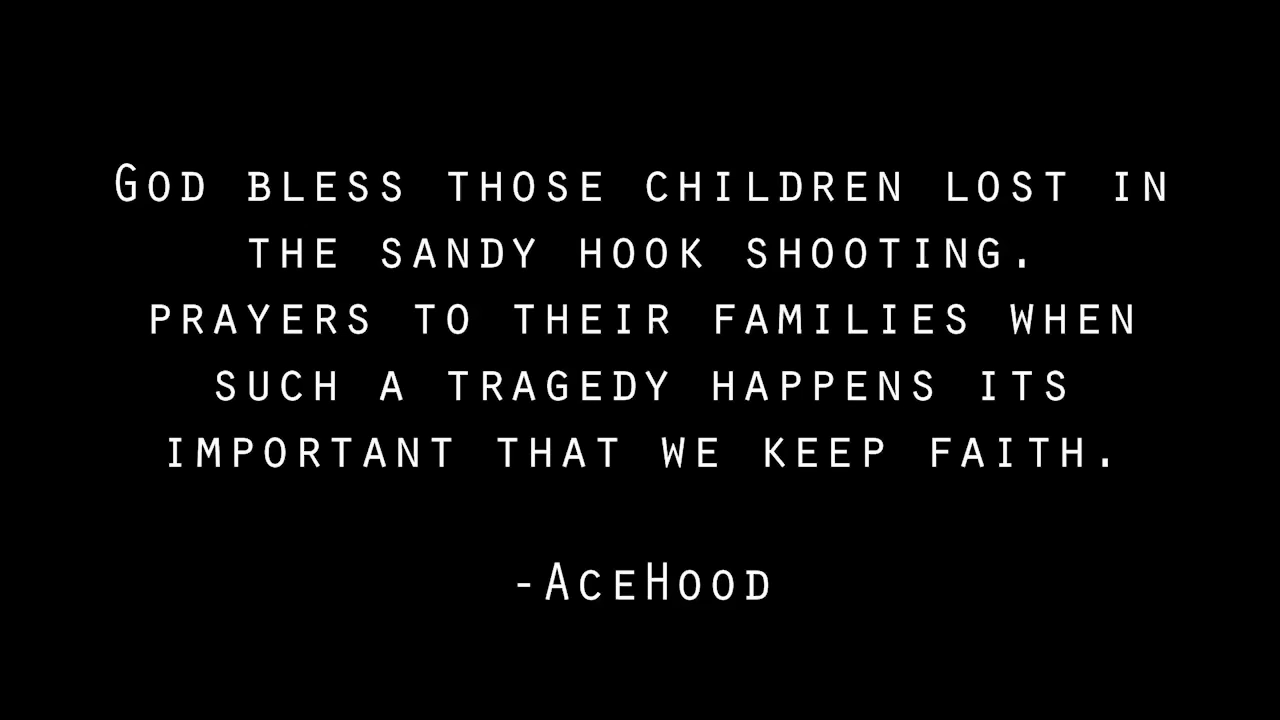 God bless those children lost in
the sandy hook shooting.
prayers to their families when
such a tragedy happens its
important that we keep faith.
-AceHood